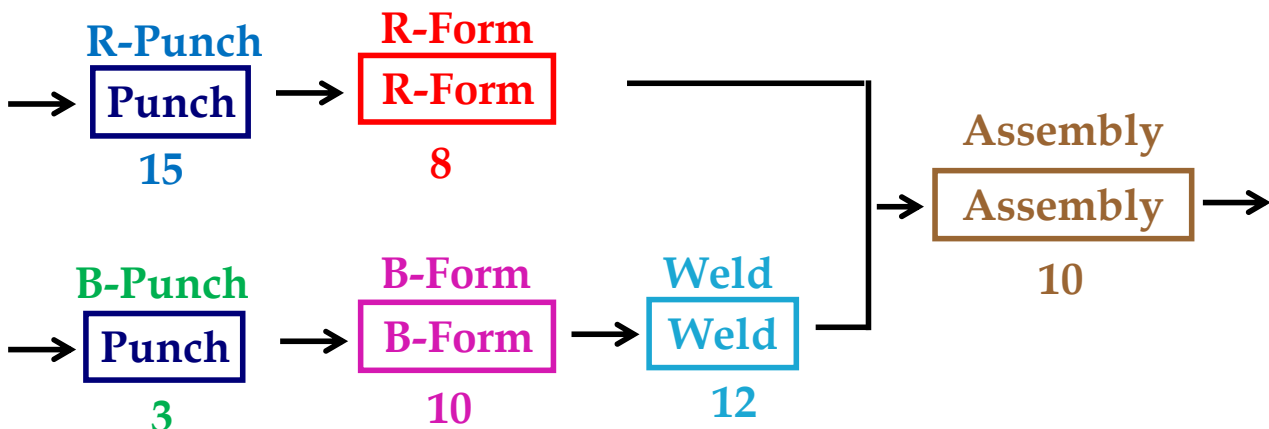 R-Punch
Punch
15
R-Form
R-Form
8
B-Punch
Punch
3
B-Form
B-Form
10
Weld
Weld
12
Assembly
Assembly
10